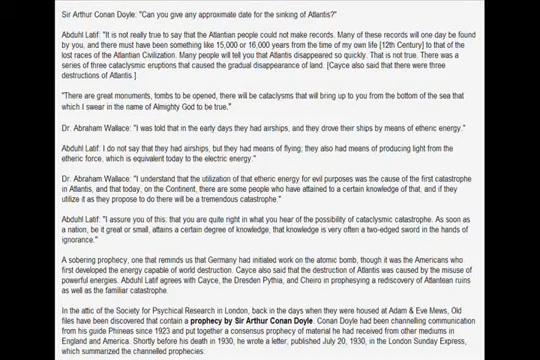 Sir Arthur Conan Doyle: "Can you give any approximate date for the sinking of Atlantis?"
Abduhl Latif: "It is not really true to say that the Atlantian people could not make records. Many of these records will one day be found
by you, and there must have been something like 15,000 or 16,000 years from the time of my own life [12th Century] to that of the
lost races of the Atlantian Civilization. Many people will tell you that Atlantis disappeared so quickly. That is not true. There was a
series of three cataclysmic eruptions that caused the gradual disappearance of land. [Cayce also said that there were three
destructions of Atlantis.]
"There are great monuments, tombs to be opened, there will be cataclysms that will bring up to you from the bottom of the sea that
which I swear in the name of Almighty God to be true."
Dr. Abraham Wallace: "I was told that in the early days they had airships, and they drove their ships by means of etheric energy."
Abduhl Latif: I do not say that they had airships, but they had means of flying; they also had means of producing light from the
etheric force, which is equivalent today to the electric energy."
Dr. Abraham Wallace: "I understand that the utilization of that etheric energy for evil purposes was the cause of the first catastrophe
in Atlantis, and that today, on the Continent, there are some people who have attained to a certain knowledge of that, and if they
utilize it as they propose to do there will be a tremendous catastrophe."
Abduhl Latif: "I assure you of this: that you are quite right in what you hear of the possibility of cataclysmic catastrophe. As soon as
a nation, be it great or small, attains a certain degree of knowledge, that knowledge is very often a two-edged sword in the hands of
ignorance."
A sobering prophecy, one that reminds us that Germany had initiated work on the atomic bomb, though it was the Americans who
first developed the energy capable of world destruction. Cayce also said that the destruction of Atlantis was caused by the misuse of
powerful energies. Abduhl Latif agrees with Cayce, the Dresden Pythia, and Cheiro in prophesying a rediscovery of Atlantean ruins
as well as the familiar catastrophe.
In the attic of the Society for Psychical Research in London, back in the days when they were housed at Adam & Eve Mews, Old
files have been discovered that contain a prophecy by Sir Arthur Conan Doyle. Conan Doyle had been channelling communication
from his guide Phineas since 1923 and put together a consensus prophecy of material he had received from other mediums in
England and America. Shortly before his death in 1930, he wrote a letter, published July 20, 1930, in the London Sunday Express,
which summarized the channelled prophecies: